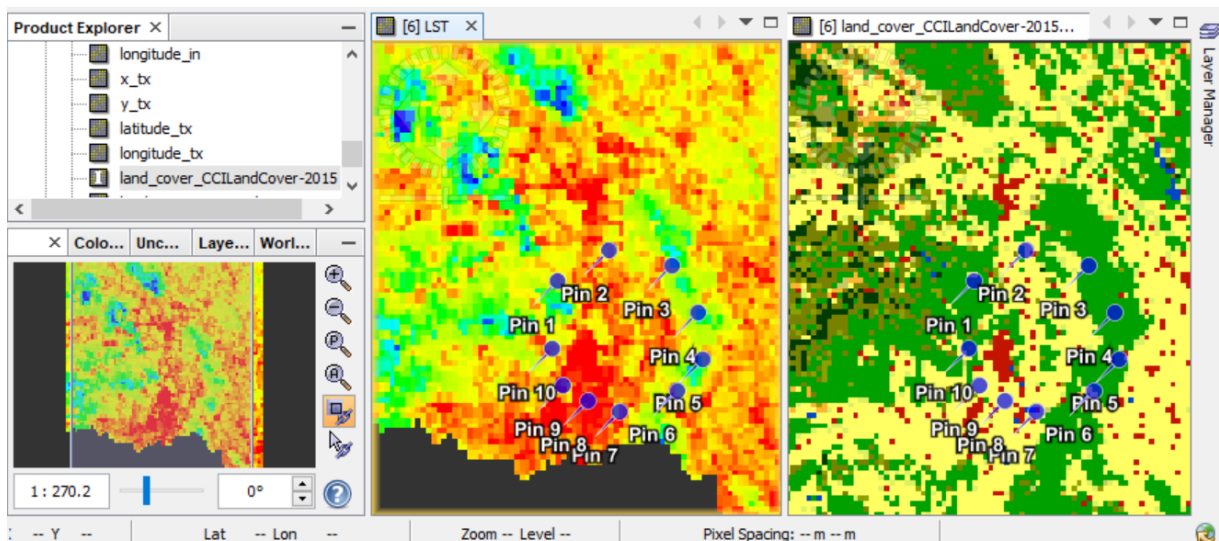 Product Explorer ×
longitude_in
x_tx
y_tx
latitude_tx
longitude_tx
land_cover_CCILandCover-2015
× Colo... Unc... Laye... Worl...
1 : 270.2
0°
[6] LST ×
Pin 2
Pin 3
Pin 1
Pin 4
Pin 10
Pin 5
Pin 9
Pin 6
Pin 8
Pin 7
[6] land_cover_CCILandCover-2015...
Pin 2
Pin 3
Pin 1
Pin 4
Pin 10
Pin 5
Pin 9
Pin 6
Pin 8
Pin 7
Layer Manager
-- Y -- Lat -- Lon -- Zoom -- Level -- Pixel Spacing: -- m -- m